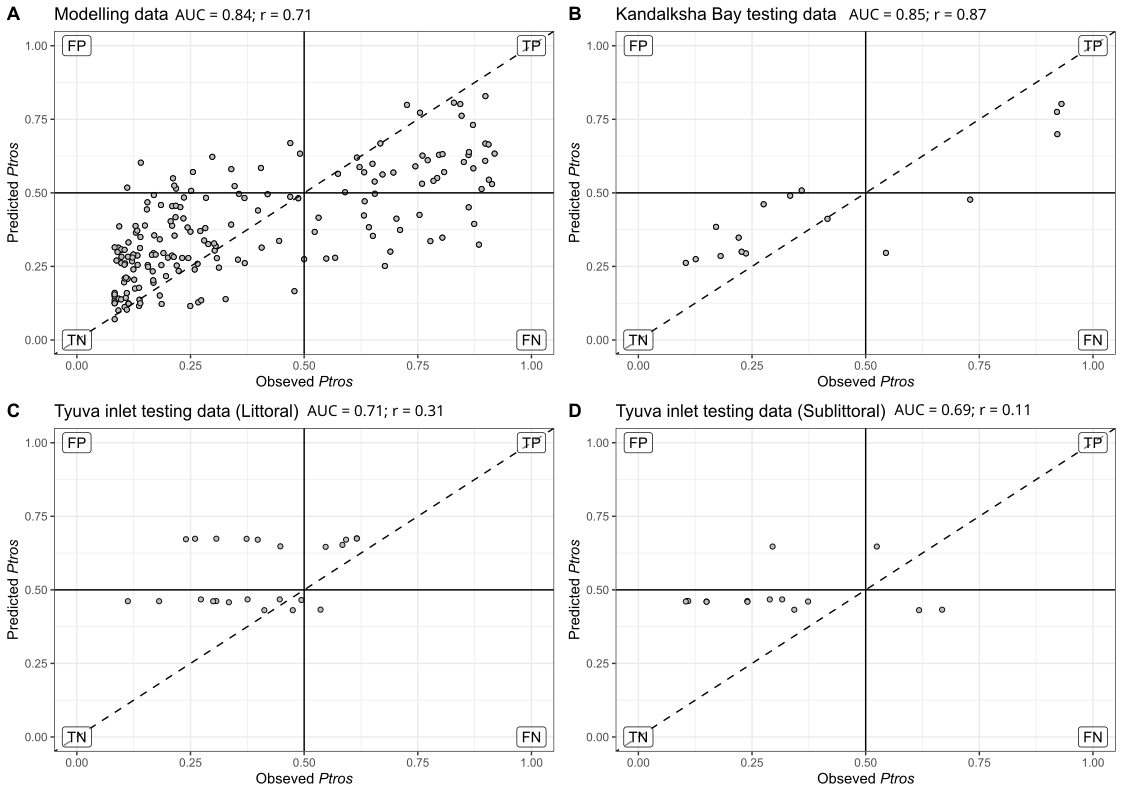 A Modelling data AUC = 0.84; r = 0.71
FP
TP
TN
FN
1.00
0.75
0.50
0.25
0.00
Predicted Ptros
0.00 0.25 0.50 0.75 1.00
Obseved Ptros
B Kandalksha Bay testing data AUC = 0.85; r = 0.87
FP
TP
TN
FN
1.00
0.75
0.50
0.25
0.00
Predicted Ptros
0.00 0.25 0.50 0.75 1.00
Obseved Ptros
C Tyuva inlet testing data (Littoral) AUC = 0.71; r = 0.31
FP
TP
TN
FN
1.00
0.75
0.50
0.25
0.00
Predicted Ptros
0.00 0.25 0.50 0.75 1.00
Obseved Ptros
D Tyuva inlet testing data (Sublittoral) AUC = 0.69; r = 0.11
FP
TP
TN
FN
1.00
0.75
0.50
0.25
0.00
Predicted Ptros
0.00 0.25 0.50 0.75 1.00
Obseved Ptros